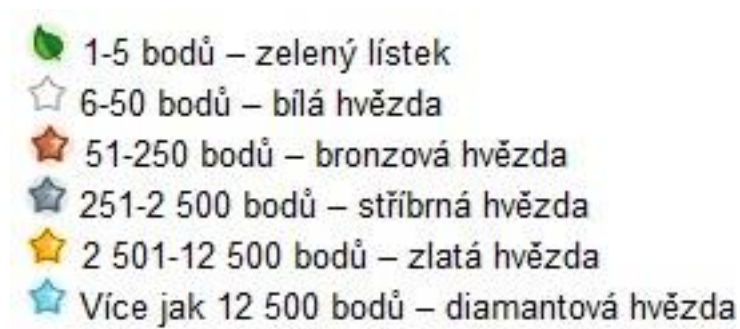 1-5 bodů – zelený lístek
6-50 bodů – bílá hvězda
51-250 bodů – bronzová hvězda
251-2 500 bodů – stříbrná hvězda
2 501-12 500 bodů – zlatá hvězda
Více jak 12 500 bodů – diamantová hvězda